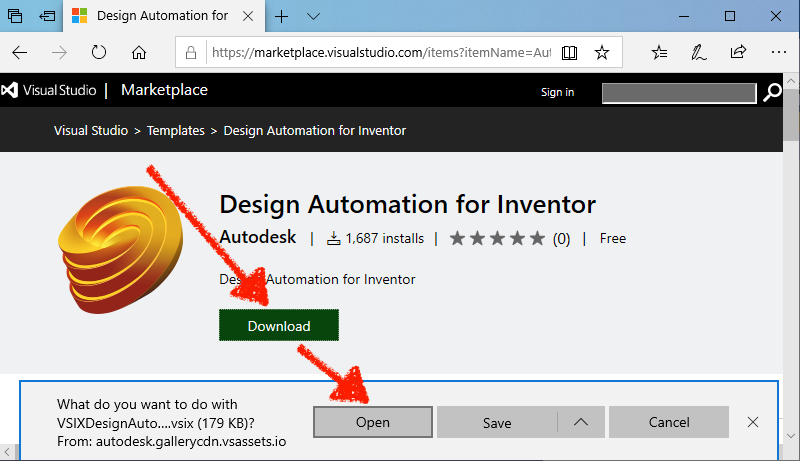 Design Automation for
https://marketplace.visualstudio.com/items?itemName=Aut
Visual Studio | Marketplace
Sign in
Visual Studio > Templates > Design Automation for Inventor
Design Automation for Inventor
Autodesk | 1,687 installs | ★★★★★ (0) | Free
Design Automation for Inventor
Download
What do you want to do with
VSIXDesignAuto....vsix (179 KB)?
From: autodesk.gallerycdn.vsassets.io
Open
Save
Cancel